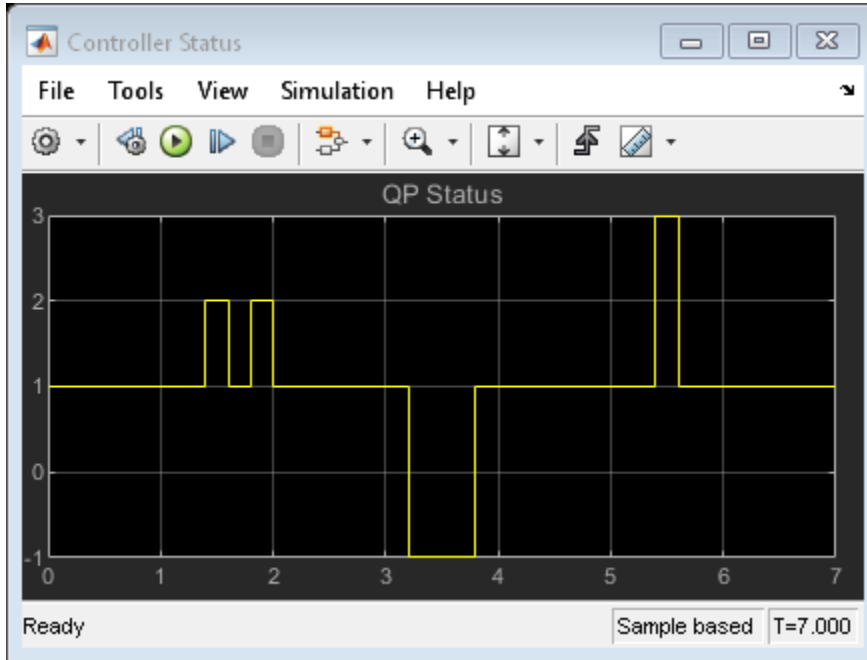 Controller Status
File Tools View Simulation Help
QP Status
3
2
1
0
-1
0 1 2 3 4 5 6 7
Ready Sample based T=7.000